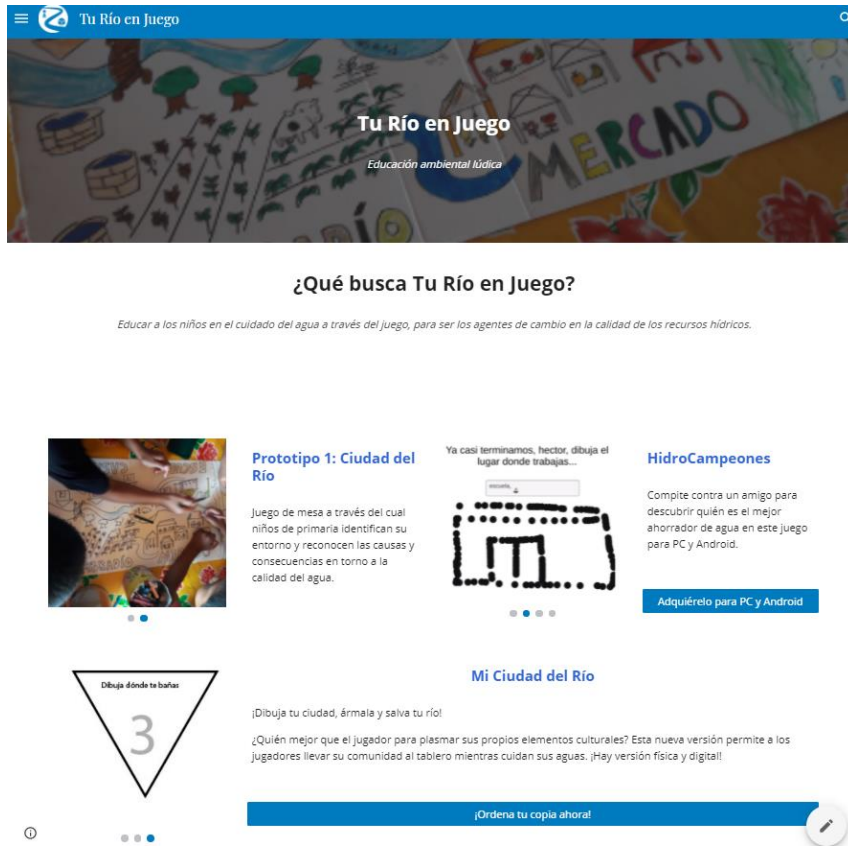 Tu Río en Juego
Tu Río en Juego
Educación ambiental lúdica
MERCADO
¿Qué busca Tu Río en Juego?
Educar a los niños en el cuidado del agua a través del juego, para ser los agentes de cambio en la calidad de los recursos hídricos.
Prototipo 1: Ciudad del
Río
Juego de mesa a través del cual
niños de primaria identifican su
entorno y reconocen las causas y
consecuencias en torno a la
calidad del agua.
Ya casi terminamos, hector, dibuja el
lugar donde trabajas...
escuela,
HidroCampeones
Compite contra un amigo para
descubrir quién es el mejor
ahorrador de agua en este juego
para PC y Android.
Adquiérelo para PC y Android
Dibuja dónde te bañas
3
Mi Ciudad del Río
¡Dibuja tu ciudad, ármala y salva tu río!
¿Quién mejor que el jugador para plasmar sus propios elementos culturales? Esta nueva versión permite a los
jugadores llevar su comunidad al tablero mientras cuidan sus aguas. ¡Hay versión física y digital!
¡Ordena tu copia ahora!